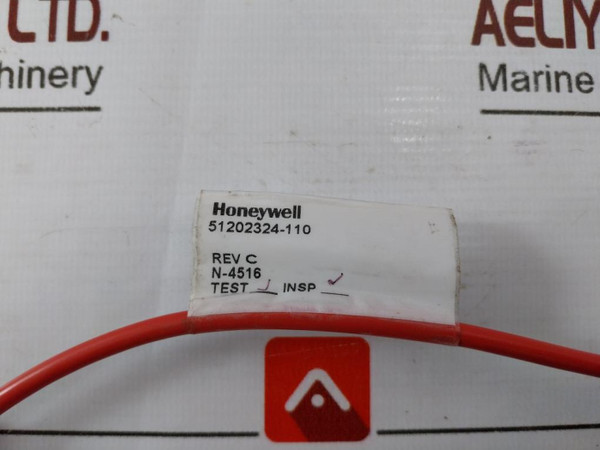 LTD.
AELIY
hinery
Marine
Honeywell
51202324-110
REV C
N-4516
TEST ✓ INSP ✓